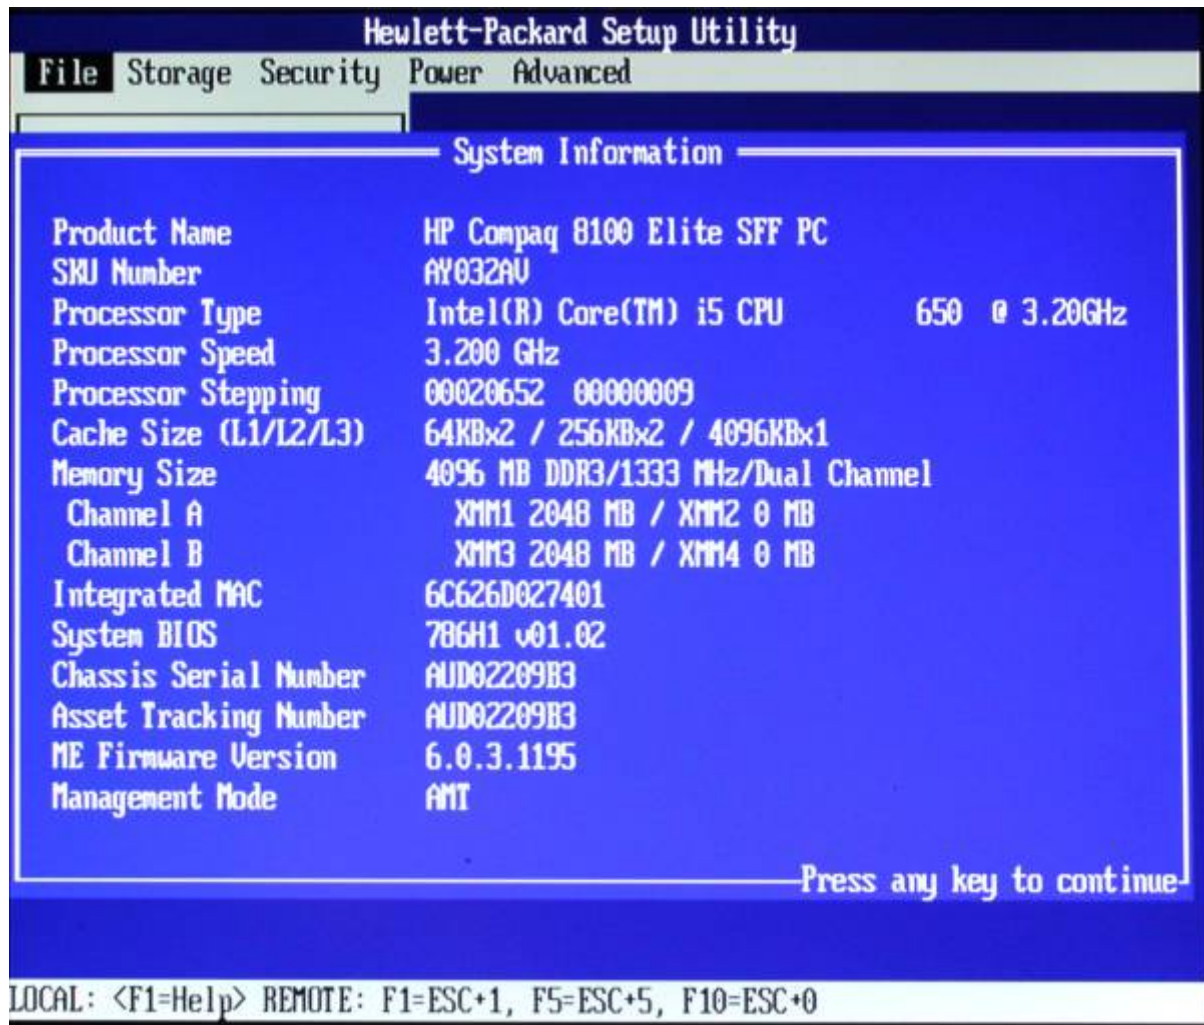 Hewlett-Packard Setup Utility
File Storage Security Power Advanced
System Information
Product Name HP Compaq 8100 Elite SFF PC
SKU Number AY032AV
Processor Type Intel(R) Core(TM) i5 CPU 650 @ 3.20GHz
Processor Speed 3.200 GHz
Processor Stepping 00020652 00000009
Cache Size (L1/L2/L3) 64KBx2 / 256KBx2 / 4096KBx1
Memory Size 4096 MB DDR3/1333 MHz/Dual Channel
Channel A XMM1 2048 MB / XMM2 0 MB
Channel B XMM3 2048 MB / XMM4 0 MB
Integrated MAC 6C626D027401
System BIOS 786H1 v01.02
Chassis Serial Number AUD02209B3
Asset Tracking Number AUD02209B3
ME Firmware Version 6.0.3.1195
Management Mode AMT
Press any key to continue
LOCAL: <F1=Help> REMOTE: F1=ESC+1, F5=ESC+5, F10=ESC+0